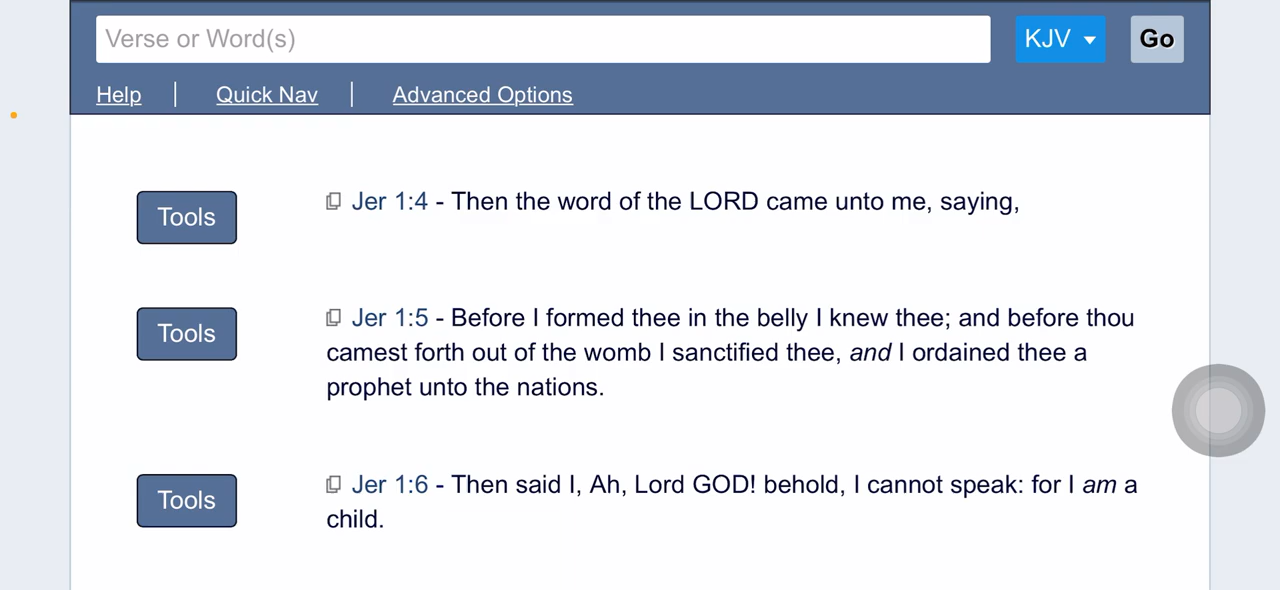 Verse or Word(s)
KJV
Go
Help
Quick Nav
Advanced Options
Tools
Jer 1:4 - Then the word of the LORD came unto me, saying,
Tools
Jer 1:5 - Before I formed thee in the belly I knew thee; and before thou
camest forth out of the womb I sanctified thee, and I ordained thee a
prophet unto the nations.
Tools
Jer 1:6 - Then said I, Ah, Lord GOD! behold, I cannot speak: for I am a
child.